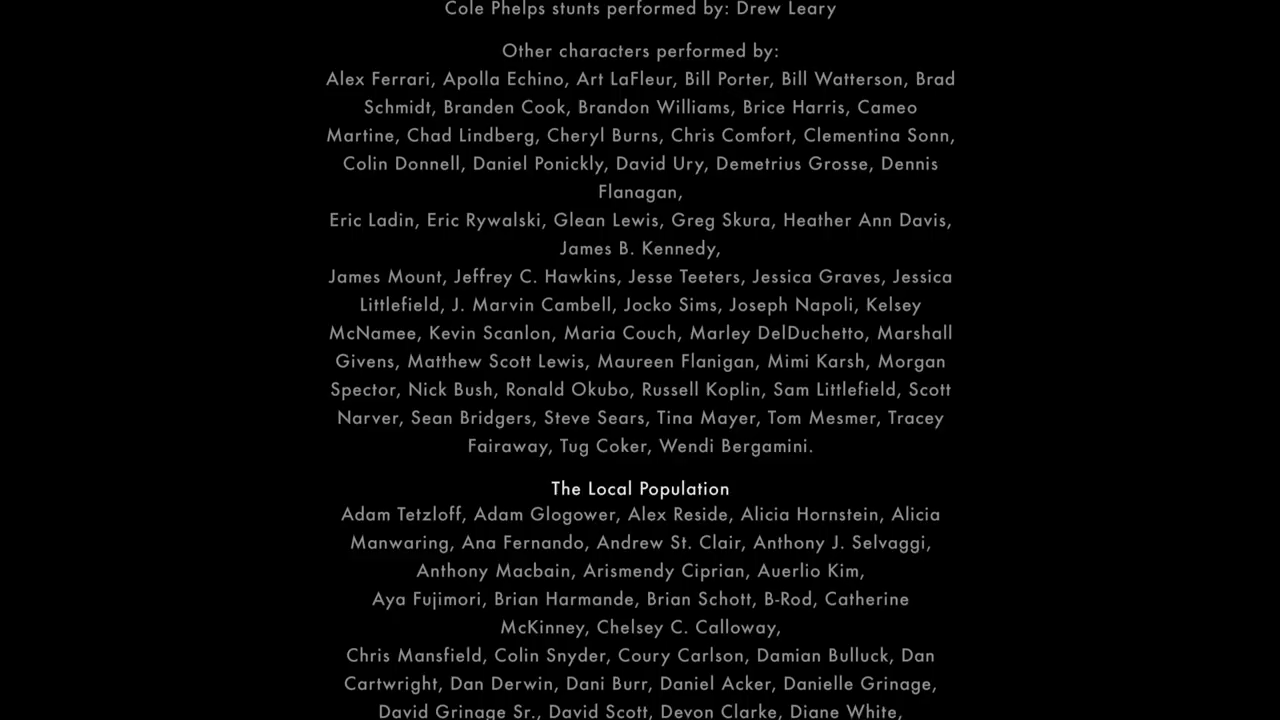 Cole Phelps stunts performed by: Drew Leary
Other characters performed by:
Alex Ferrari, Apolla Echino, Art LaFleur, Bill Porter, Bill Watterson, Brad
Schmidt, Branden Cook, Brandon Williams, Brice Harris, Cameo
Martine, Chad Lindberg, Cheryl Burns, Chris Comfort, Clementina Sonn,
Colin Donnell, Daniel Ponickly, David Ury, Demetrius Grosse, Dennis
Flanagan,
Eric Ladin, Eric Rywalski, Glean Lewis, Greg Skura, Heather Ann Davis,
James B. Kennedy,
James Mount, Jeffrey C. Hawkins, Jesse Teeters, Jessica Graves, Jessica
Littlefield, J. Marvin Cambell, Jocko Sims, Joseph Napoli, Kelsey
McNamee, Kevin Scanlon, Maria Couch, Marley DelDuchetto, Marshall
Givens, Matthew Scott Lewis, Maureen Flanigan, Mimi Karsh, Morgan
Spector, Nick Bush, Ronald Okubo, Russell Koplin, Sam Littlefield, Scott
Narver, Sean Bridgers, Steve Sears, Tina Mayer, Tom Mesmer, Tracey
Fairaway, Tug Coker, Wendi Bergamini.
The Local Population
Adam Tetzloff, Adam Glogower, Alex Reside, Alicia Hornstein, Alicia
Manwaring, Ana Fernando, Andrew St. Clair, Anthony J. Selvaggi,
Anthony Macbain, Arismendy Ciprian, Auerlio Kim,
Aya Fujimori, Brian Harmande, Brian Schott, B-Rod, Catherine
McKinney, Chelsey C. Calloway,
Chris Mansfield, Colin Snyder, Coury Carlson, Damian Bulluck, Dan
Cartwright, Dan Derwin, Dani Burr, Daniel Acker, Danielle Grinage,
David Grinage Sr., David Scott, Devon Clarke, Diane White,